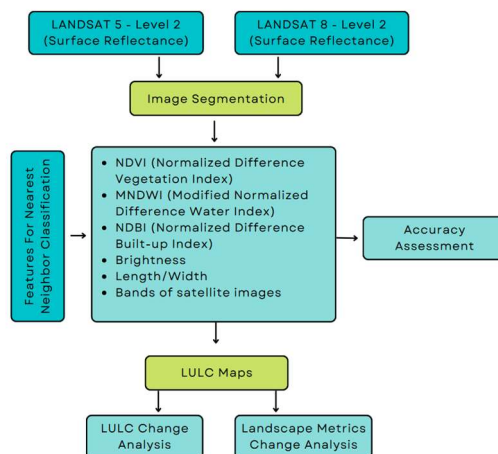 LANDSAT 5 - Level 2
(Surface Reflectance)
LANDSAT 8 - Level 2
(Surface Reflectance)
Image Segmentation
Features For Nearest
Neighbor Classification
• NDVI (Normalized Difference
Vegetation Index)
• MNDWI (Modified Normalized
Difference Water Index)
• NDBI (Normalized Difference
Built-up Index)
• Brightness
• Length/Width
• Bands of satellite images
Accuracy
Assessment
LULC Maps
LULC Change
Analysis
Landscape Metrics
Change Analysis